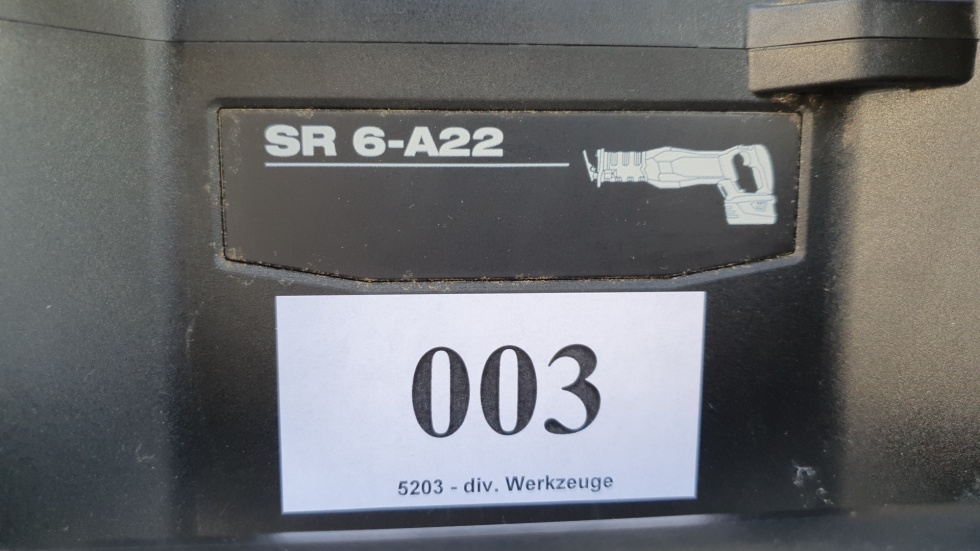 SR 6-A22
003
5203 - div. Werkzeuge